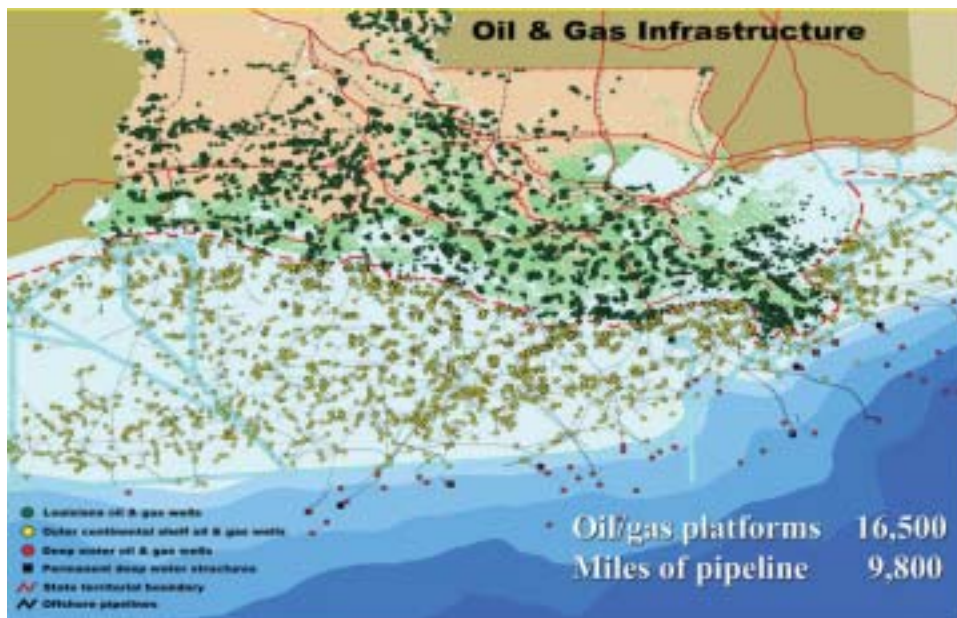 Oil & Gas Infrastructure
Louisiana oil & gas wells
Outer continental shelf oil & gas wells
Deep water oil & gas wells
Permanent deep water structures
State territorial boundary
Offshore pipelines
Oil/gas platforms 16,500
Miles of pipeline 9,800